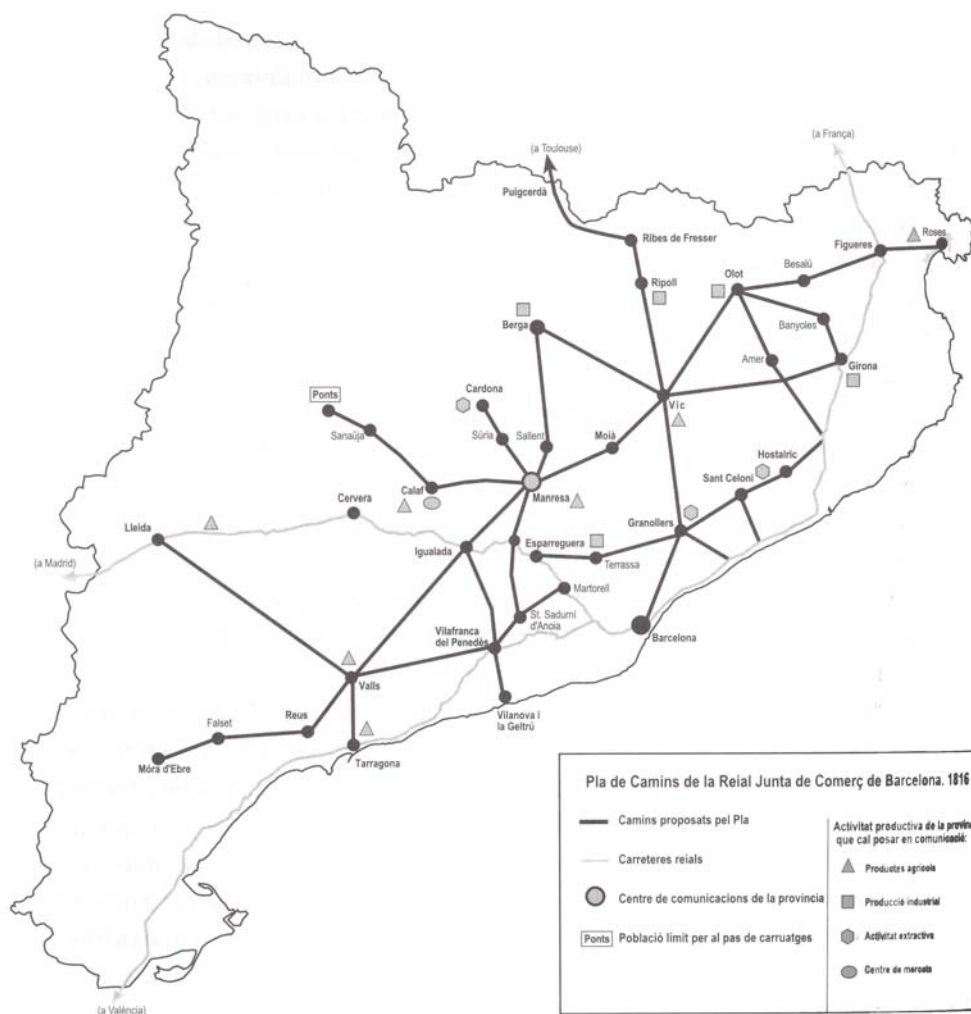 (a França)
(a Toulouse)
Puigcerdà
Roses
Ribes de Fresser
Figueres
Olot
Besalú
Ripoll
Berga
Banyoles
Amer
Girona
Cardona
Ponts
Vic
Súria
Sallent
Moià
Sanaüja
Hostalric
Sant Celoni
Calaf
Manresa
Cervera
Lleida
Granollers
Esparreguera
Igualada
Terrassa
(a Madrid)
Martorell
St. Sadurní
d'Anoia
Vilafranca
del Penedès
Barcelona
Valls
Reus
Vilanova i
la Geltrú
Falset
Móra d'Ebre
Tarragona
(a València)
Pla de Camins de la Reial Junta de Comerç de Barcelona. 1816
Camins proposats pel Pla
Carreteres reials
Centre de comunicacions de la província
Ponts Població límit per al pas de carruatges
Activitat productiva de la provín
que cal posar en comunicació:
Productes agrícols
Producció industrial
Activitat extractiva
Centre de mercats